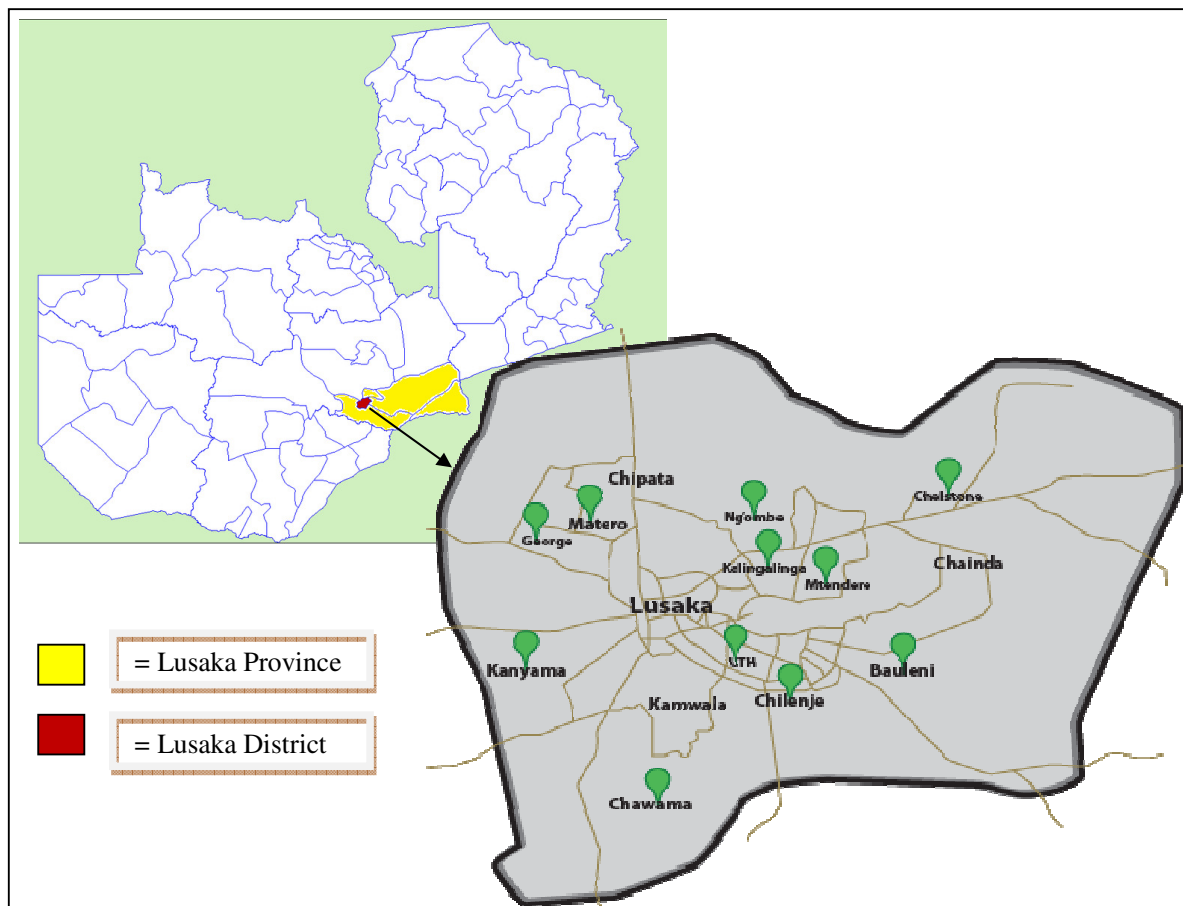 Chipata
Chelstone
Ng'ombe
Matero
George
Kalingalinga
Mtendere
Chainda
Lusaka
= Lusaka Province
Kanyama
UTH
Bauleni
Kamwala
Chilenje
= Lusaka District
Chawama